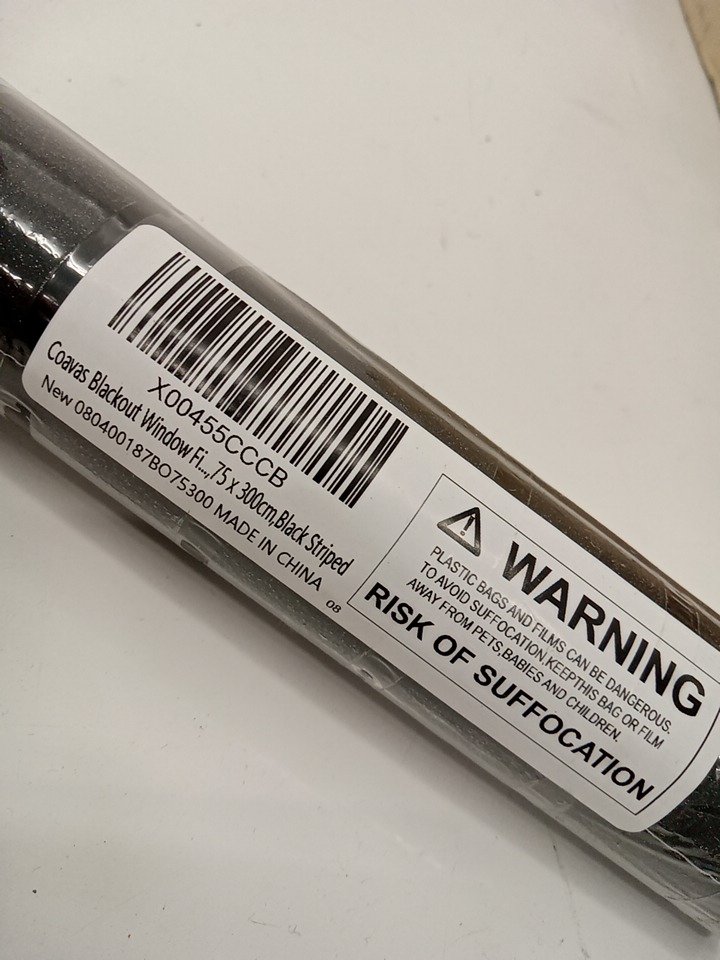 X00455CCCB
Coavas Blackout Window Fi...,75 x 300cm,Black Striped
New 080400187BO75300 MADE IN CHINA
08
WARNING
PLASTIC BAGS AND FILMS CAN BE DANGEROUS.
TO AVOID SUFFOCATION,KEEPTHIS BAG OR FILM
AWAY FROM PETS,BABIES AND CHILDREN.
RISK OF SUFFOCATION